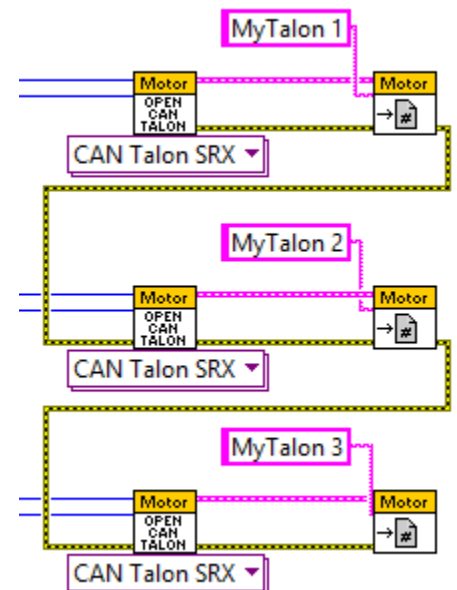 MyTalon 1
Motor
OPEN
CAN
TALON
Motor
#
CAN Talon SRX
MyTalon 2
Motor
OPEN
CAN
TALON
Motor
#
CAN Talon SRX
MyTalon 3
Motor
OPEN
CAN
TALON
Motor
#
CAN Talon SRX